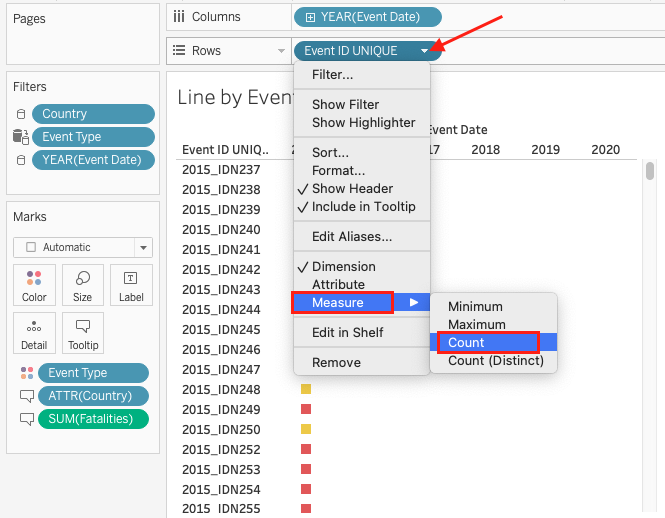 Pages
Columns
YEAR(Event Date)
Rows
Event ID UNIQUE
Filters
Country
Event Type
YEAR(Event Date)
Marks
Automatic
Color
Size
Label
Detail
Tooltip
Event Type
ATTR(Country)
SUM(Fatalities)
Line by Even
Event Date
Event ID UNIQ..
2
17
2018
2019
2020
2015_IDN237
2015_IDN238
2015_IDN239
2015_IDN240
2015_IDN241
2015_IDN242
2015_IDN243
2015_IDN244
2015_IDN245
2015_IDN246
2015_IDN247
2015_IDN248
2015_IDN249
2015_IDN250
2015_IDN252
2015_IDN253
2015_IDN254
2015_IDN255
Filter...
Show Filter
Show Highlighter
Sort...
Format...
Show Header
Include in Tooltip
Edit Aliases...
Dimension
Attribute
Measure
Edit in Shelf
Remove
Minimum
Maximum
Count
Count (Distinct)